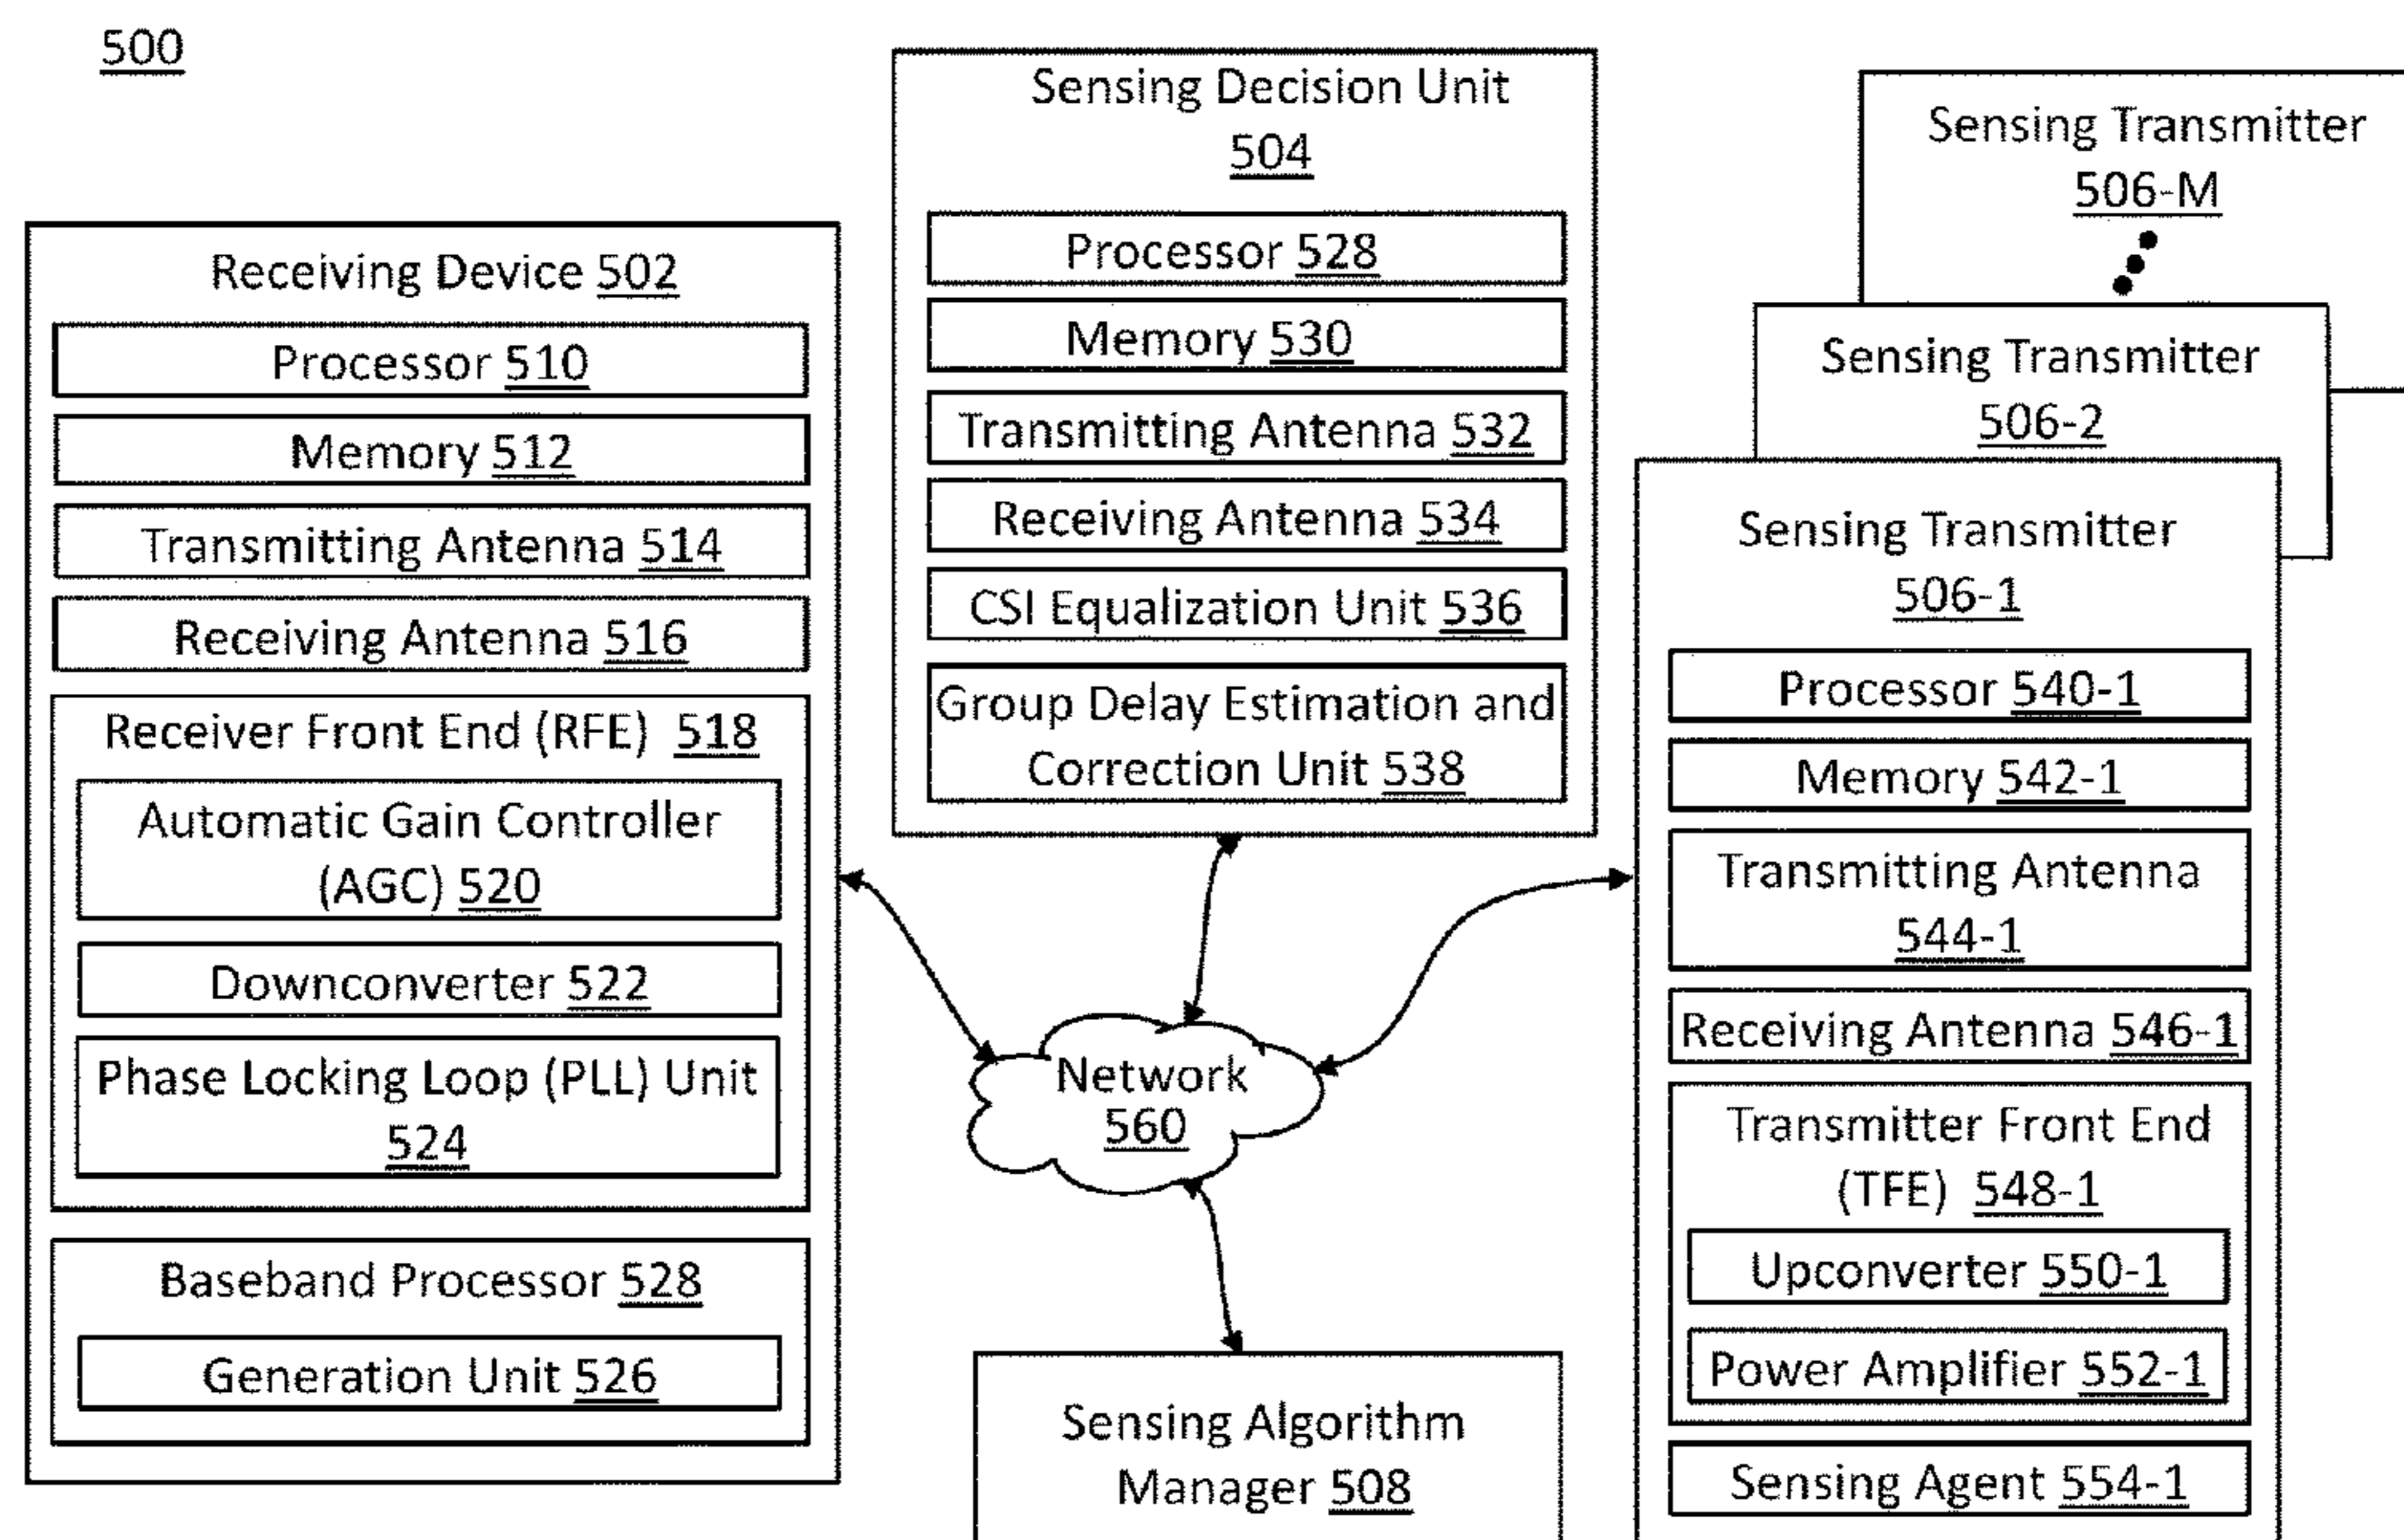 500
Receiving Device 502
Processor 510
Memory 512
Transmitting Antenna 514
Receiving Antenna 516
Receiver Front End (RFE) 518
Automatic Gain Controller
(AGC) 520
Downconverter 522
Phase Locking Loop (PLL) Unit
524
Baseband Processor 528
Generation Unit 526
Sensing Decision Unit
504
Processor 528
Memory 530
Transmitting Antenna 532
Receiving Antenna 534
CSI Equalization Unit 536
Group Delay Estimation and
Correction Unit 538
Network
560
Sensing Algorithm
Manager 508
Sensing Transmitter
506-M
Sensing Transmitter
506-2
Sensing Transmitter
506-1
Processor 540-1
Memory 542-1
Transmitting Antenna
544-1
Receiving Antenna 546-1
Transmitter Front End
(TFE) 548-1
Upconverter 550-1
Power Amplifier 552-1
Sensing Agent 554-1